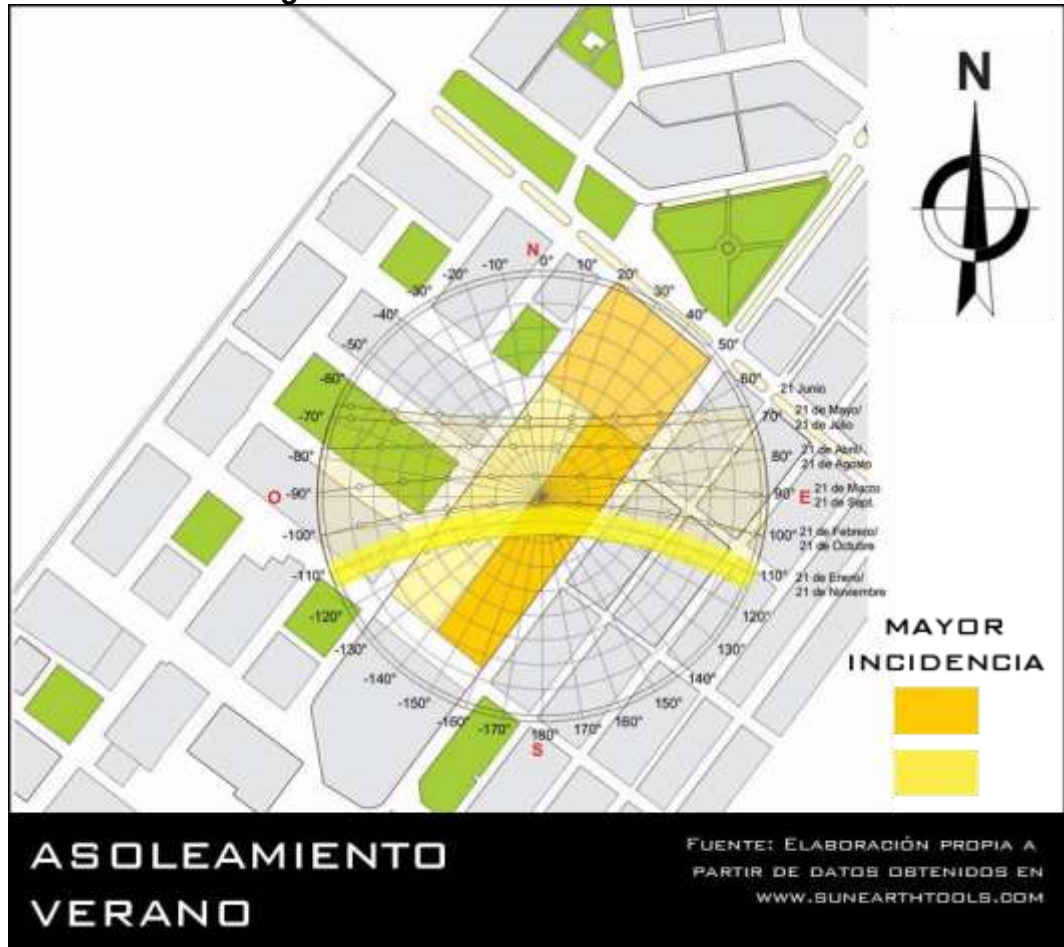 N
N
0°
-10°
10°
-20°
20°
-30°
30°
-40°
40°
-50°
50°
-60°
60°
21 Junio
-70°
70°
21 de Mayo/
21 de Julio
-80°
80°
21 de Abril/
21 de Agosto
O
-90°
90°
E
21 de Marzo
21 de Sept.
-100°
100°
21 de Febrero/
21 de Octubre
-110°
110°
21 de Enero/
21 de Noviembre
-120°
120°
-130°
130°
-140°
140°
-150°
150°
-160°
160°
-170°
170°
180°
S
MAYOR
INCIDENCIA
ASOLEAMIENTO
VERANO
FUENTE: ELABORACIÓN PROPIA A
PARTIR DE DATOS OBTENIDOS EN
WWW.SUNEARTHTOOLS.COM